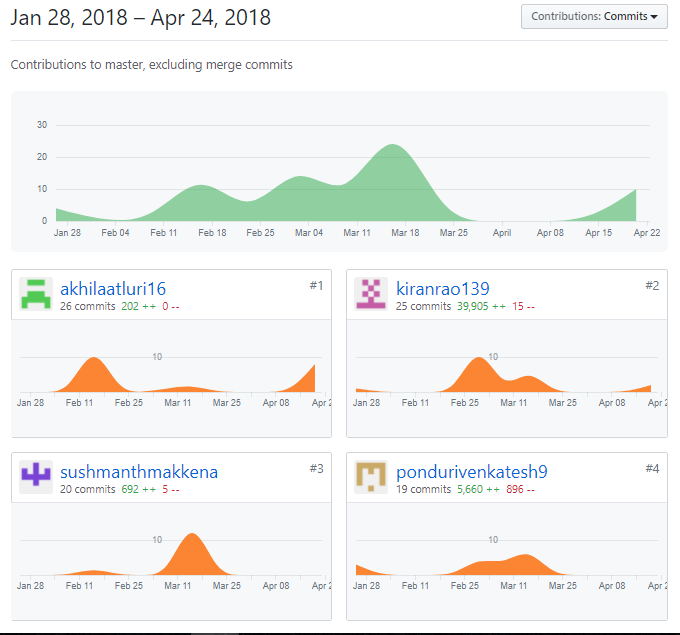 Jan 28, 2018 – Apr 24, 2018
Contributions: Commits
Contributions to master, excluding merge commits
30
20
10
0
Jan 28 Feb 04 Feb 11 Feb 18 Feb 25 Mar 04 Mar 11 Mar 18 Mar 25 April Apr 08 Apr 15 Apr 22
akhilaatluri16 #1
26 commits 202 ++ 0 --
10
Jan 28 Feb 11 Feb 25 Mar 11 Mar 25 Apr 08 Apr 2
kiranrao139 #2
25 commits 39,905 ++ 15 --
10
Jan 28 Feb 11 Feb 25 Mar 11 Mar 25 Apr 08 Apr 2
sushmanthmakkena #3
20 commits 692 ++ 5 --
10
Jan 28 Feb 11 Feb 25 Mar 11 Mar 25 Apr 08 Apr 2
pondurivenkatesh9 #4
19 commits 5,660 ++ 896 --
10
Jan 28 Feb 11 Feb 25 Mar 11 Mar 25 Apr 08 Apr 2